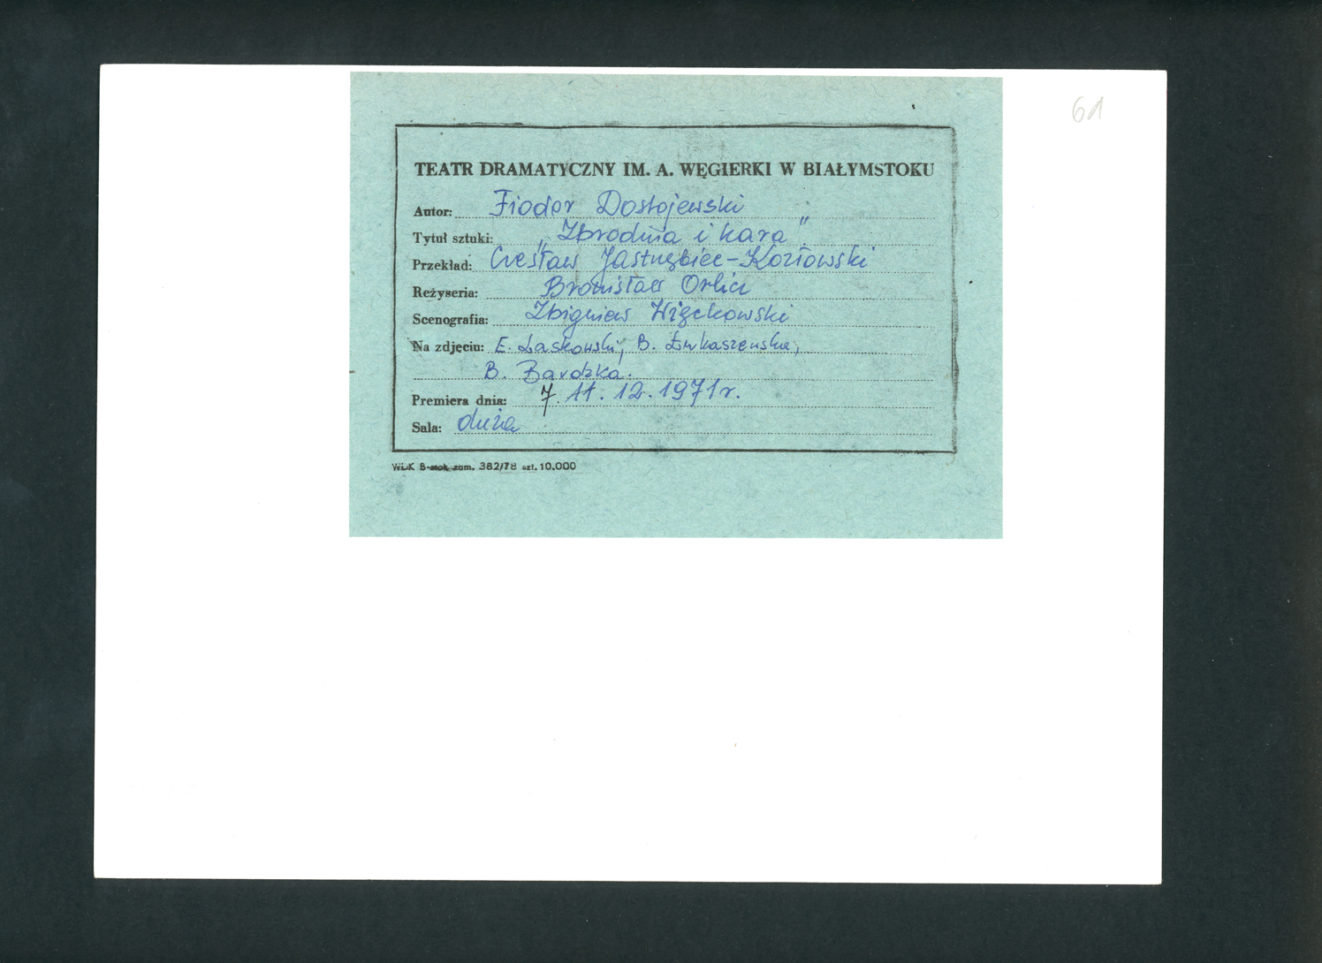 61
TEATR DRAMATYCZNY IM. A. WĘGIERKI W BIAŁYMSTOKU
Autor: Fiodor Dostojewski
Tytuł sztuki: „Zbrodnia i kara”
Przekład: Czesław Jastrzębiec-Kozłowski
Reżyseria: Bronisław Orlicz
Scenografia: Zbigniew Więckowski
Na zdjęciu: E. Laskowski, B. Łukaszewska,
B. Bardzka.
Premiera dnia: 7. 11. 12. 1971r.
Sala: duża
WDK B-stok zam. 382/78 szt. 10.000